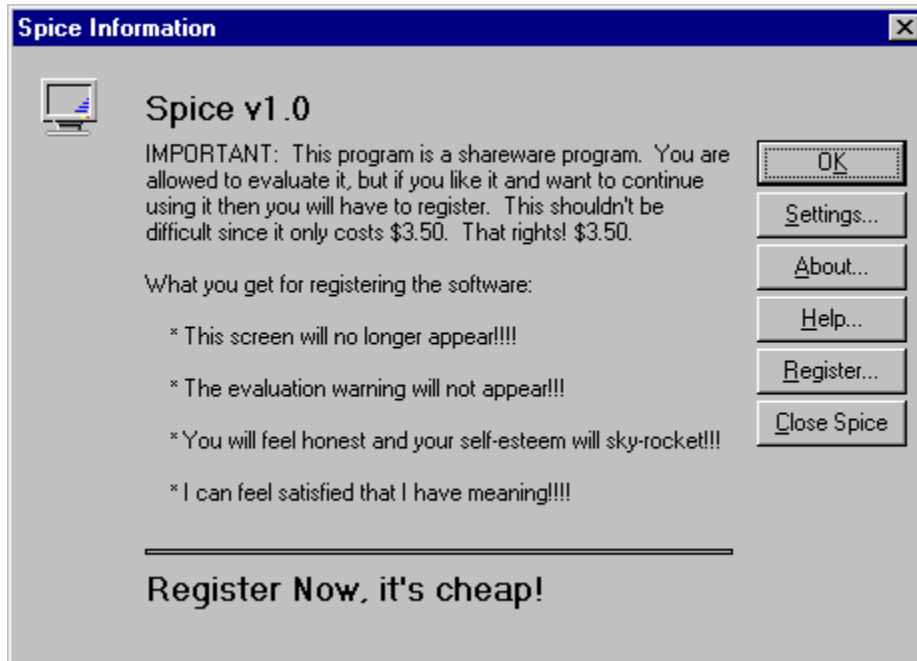 Spice Information
Spice v1.0
IMPORTANT:  This program is a shareware program.  You are
allowed to evaluate it, but if you like it and want to continue
using it then you will have to register.  This shouldn't be
difficult since it only costs $3.50.  That rights! $3.50.
What you get for registering the software:
* This screen will no longer appear!!!!
* The evaluation warning will not appear!!!
* You will feel honest and your self-esteem will sky-rocket!!!
* I can feel satisfied that I have meaning!!!!
Register Now, it's cheap!
OK
Settings...
About...
Help...
Register...
Close Spice